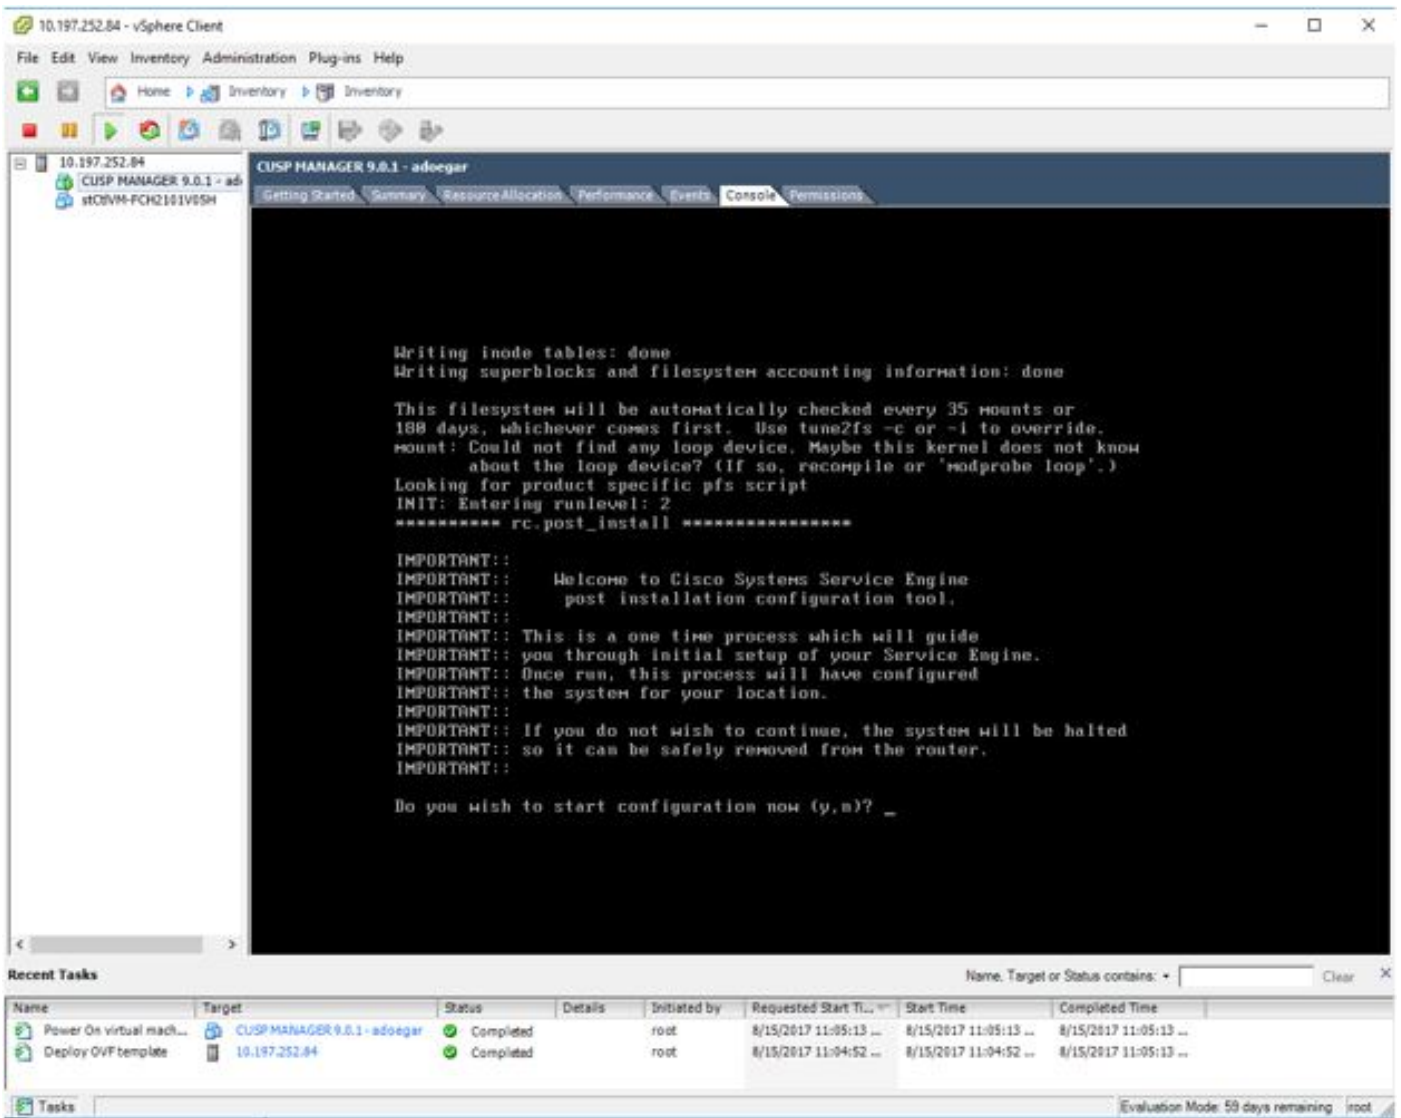 10.197.252.84 - vSphere Client
File Edit View Inventory Administration Plug-ins Help
Home Inventory Inventory
10.197.252.84
CUSP MANAGER 9.0.1 - ad
stCtlVM-FCH2101V05H
CUSP MANAGER 9.0.1 - adoegar
Getting Started Summary Resource Allocation Performance Events Console Permissions
Writing inode tables: done
Writing superblocks and filesystem accounting information: done
This filesystem will be automatically checked every 35 mounts or
180 days, whichever comes first.  Use tune2fs -c or -i to override.
mount: Could not find any loop device. Maybe this kernel does not know
about the loop device? (If so, recompile or 'modprobe loop'.)
Looking for product specific pfs script
INIT: Entering runlevel: 2
********** rc.post_install ****************
IMPORTANT::
IMPORTANT::    Welcome to Cisco Systems Service Engine
IMPORTANT::     post installation configuration tool.
IMPORTANT::
IMPORTANT:: This is a one time process which will guide
IMPORTANT:: you through initial setup of your Service Engine.
IMPORTANT:: Once run, this process will have configured
IMPORTANT:: the system for your location.
IMPORTANT::
IMPORTANT:: If you do not wish to continue, the system will be halted
IMPORTANT:: so it can be safely removed from the router.
IMPORTANT::
Do you wish to start configuration now (y,n)? _
Recent Tasks Name, Target or Status contains: Clear
Name Target Status Details Initiated by Requested Start Ti... Start Time Completed Time
Power On virtual mach... CUSP MANAGER 9.0.1 - adoegar Completed root 8/15/2017 11:05:13 ... 8/15/2017 11:05:13 ... 8/15/2017 11:05:13 ...
Deploy OVF template 10.197.252.84 Completed root 8/15/2017 11:04:52 ... 8/15/2017 11:04:52 ... 8/15/2017 11:05:13 ...
Tasks Evaluation Mode: 59 days remaining root